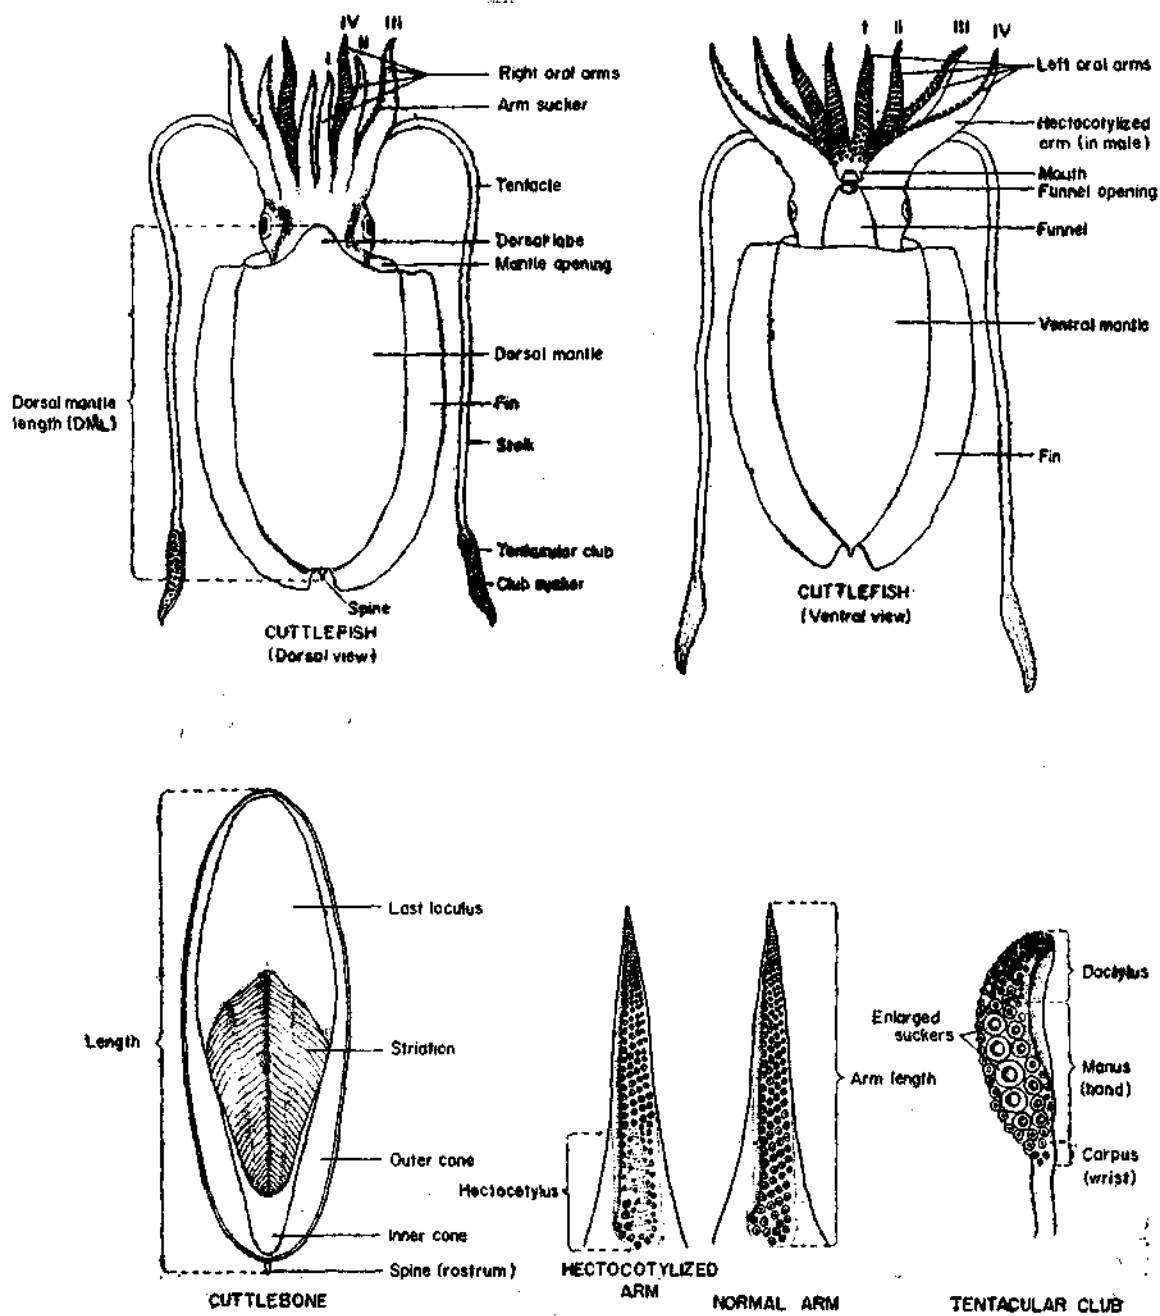 IV III
II
I
Right oral arms
Arm sucker
Tentacle
Dorsal lobe
Mantle opening
Dorsal mantle
Dorsal mantle
length (DML)
Fin
Stalk
Tentacular club
Club sucker
Spine
CUTTLEFISH
(Dorsal view)
I II III IV
Left oral arms
Hectocotylized
arm (in male)
Mouth
Funnel opening
Funnel
Ventral mantle
Fin
CUTTLEFISH
(Ventral view)
Last loculus
Length
Striation
Outer cone
Inner cone
Spine (rostrum)
CUTTLEBONE
Hectocotylus
HECTOCOTYLIZED
ARM
Arm length
NORMAL ARM
Enlarged
suckers
Dactylus
Manus
(hand)
Carpus
(wrist)
TENTACULAR CLUB